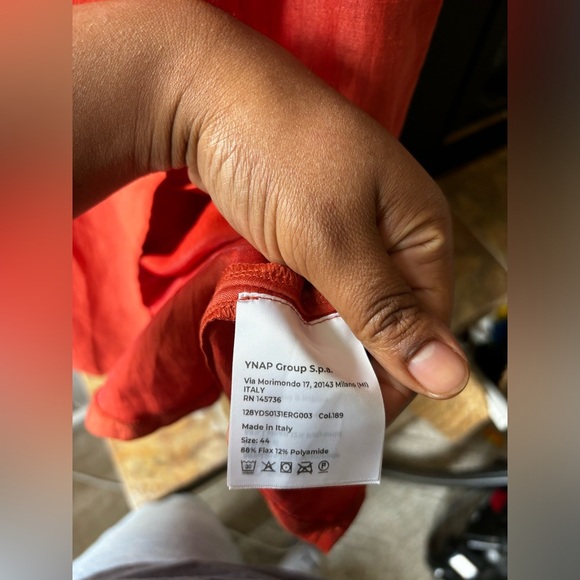 YNAP Group S.p.a.
Via Morimondo 17, 20143 Milano (MI)
ITALY
RN 145736
128YDS0131ERG003 Col.189
Made in Italy
Size: 44
88% Flax 12% Polyamide